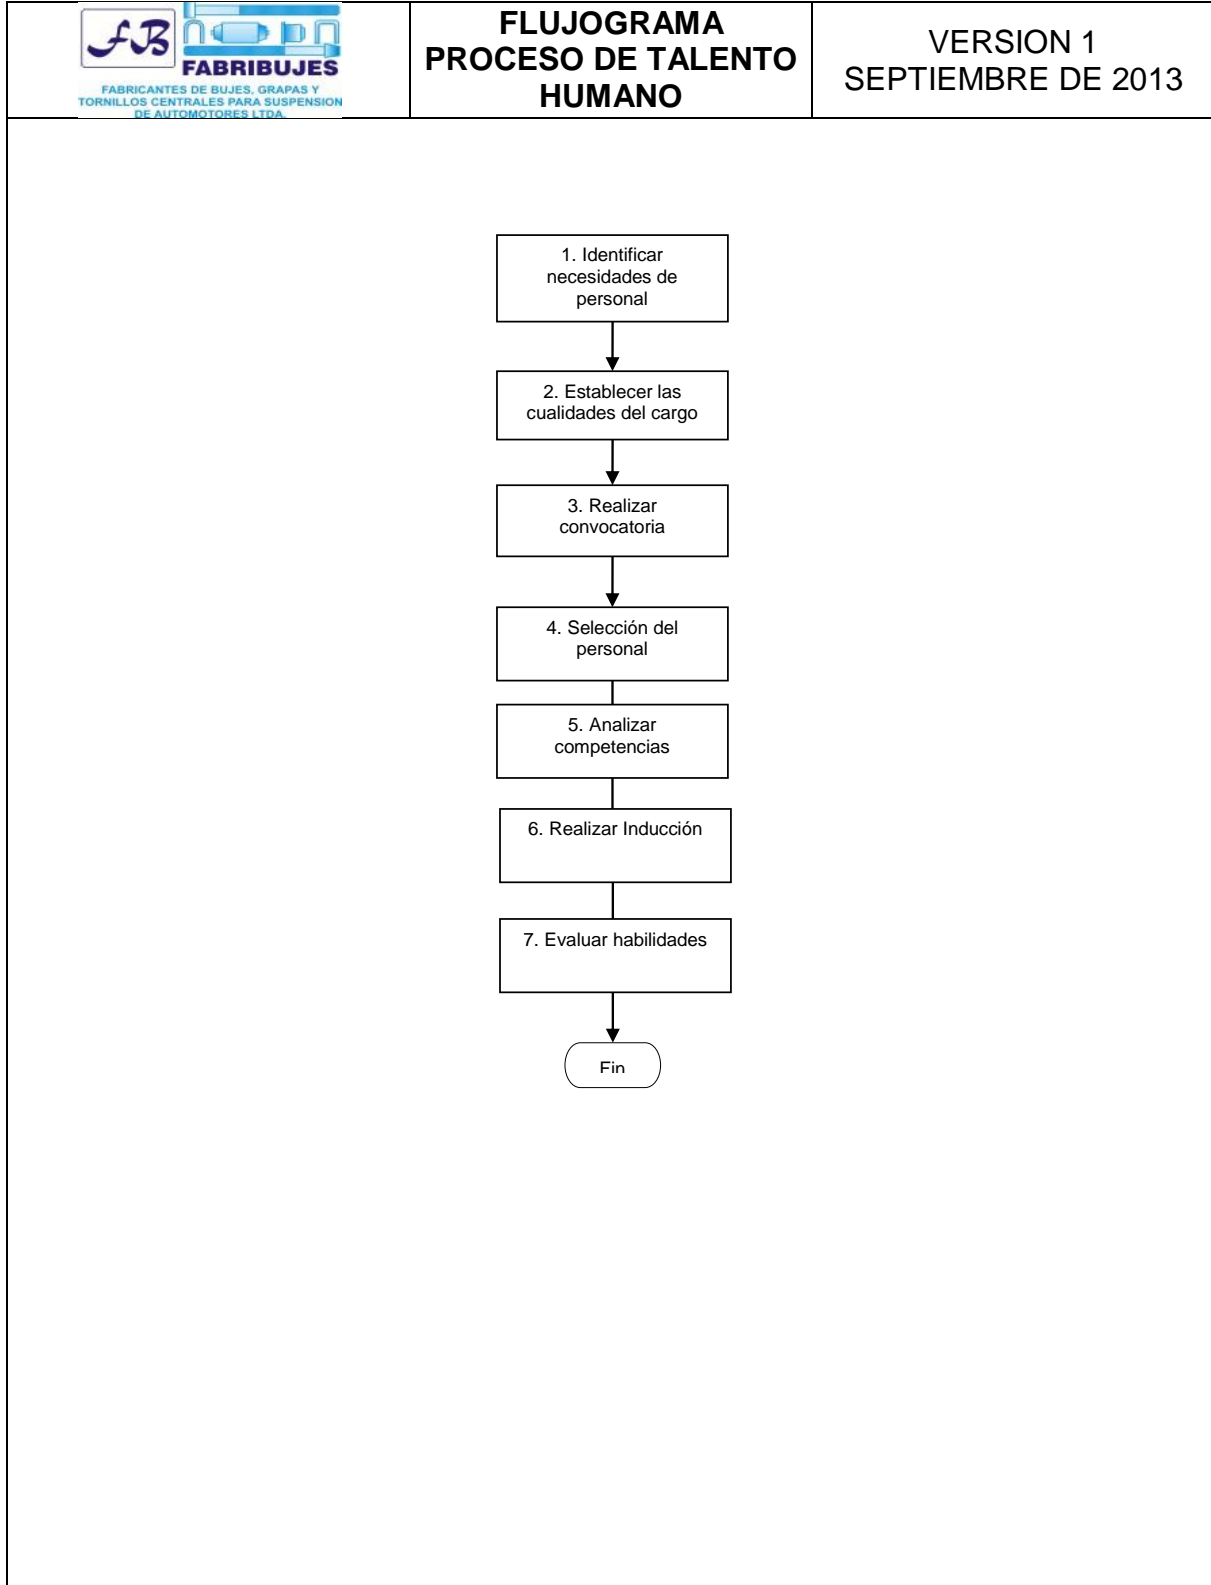 fB
FABRIBUJES
FABRICANTES DE BUJES, GRAPAS Y
TORNILLOS CENTRALES PARA SUSPENSION
DE AUTOMOTORES LTDA.
FLUJOGRAMA
PROCESO DE TALENTO
HUMANO
VERSION 1
SEPTIEMBRE DE 2013
1. Identificar
necesidades de
personal
2. Establecer las
cualidades del cargo
3. Realizar
convocatoria
4. Selección del
personal
5. Analizar
competencias
6. Realizar Inducción
7. Evaluar habilidades
Fin